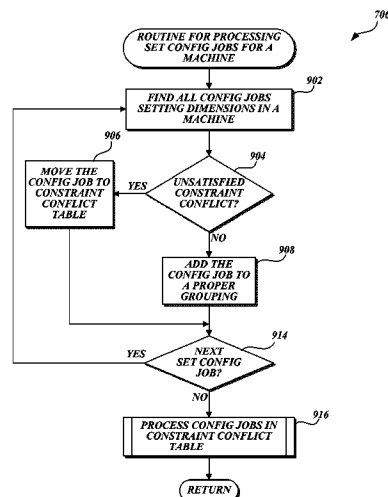 706
ROUTINE FOR PROCESSING
SET CONFIG JOBS FOR A
MACHINE
902
FIND ALL CONFIG JOBS
SETTING DIMENSIONS IN A
MACHINE
906
904
MOVE THE
CONFIG JOB TO
CONSTRAINT
CONFLICT
TABLE
YES
UNSATISFIED
CONSTRAINT
CONFLICT?
NO
908
ADD THE
CONFIG JOB TO
A PROPER
GROUPING
914
YES
NEXT
SET CONFIG
JOB?
NO
916
PROCESS CONFIG JOBS IN
CONSTRAINT CONFLICT
TABLE
RETURN